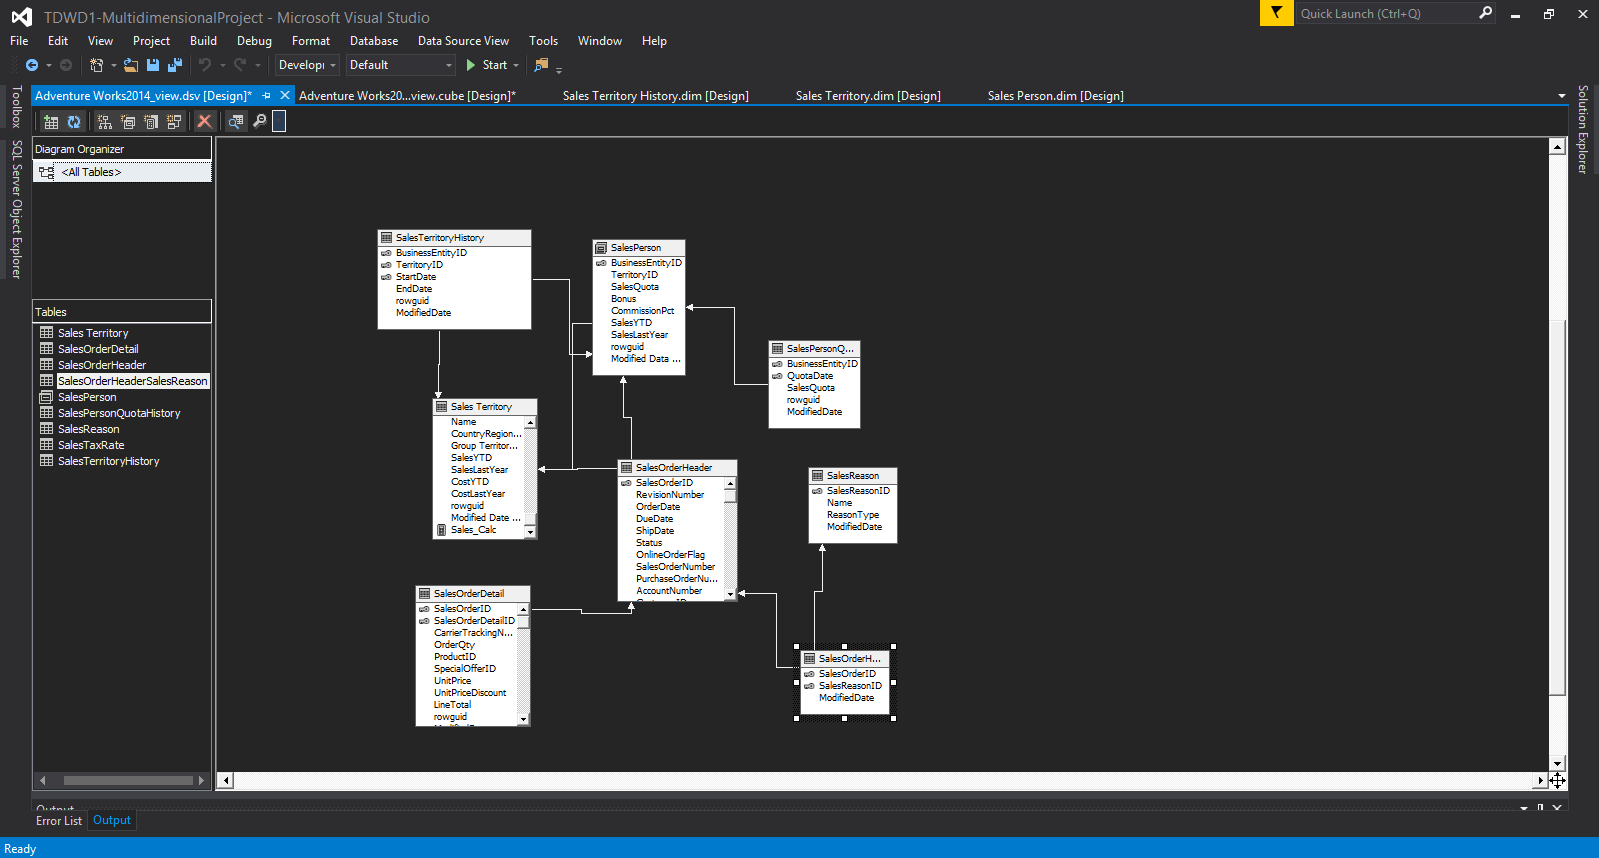 TDWD1-MultidimensionalProject - Microsoft Visual Studio
Quick Launch (Ctrl+Q)
File Edit View Project Build Debug Format Database Data Source View Tools Window Help
Develop Default Start
Adventure Works2014_view.dsv [Design]* Adventure Works20...view.cube [Design]* Sales Territory History.dim [Design] Sales Territory.dim [Design] Sales Person.dim [Design]
Toolbox
SQL Server Object Explorer
Solution Explorer
Diagram Organizer
<All Tables>
Tables
Sales Territory
SalesOrderDetail
SalesOrderHeader
SalesOrderHeaderSalesReason
SalesPerson
SalesPersonQuotaHistory
SalesReason
SalesTaxRate
SalesTerritoryHistory
SalesTerritoryHistory
BusinessEntityID
TerritoryID
StartDate
EndDate
rowguid
ModifiedDate
SalesPerson
BusinessEntityID
TerritoryID
SalesQuota
Bonus
CommissionPct
SalesYTD
SalesLastYear
rowguid
Modified Data ...
SalesPersonQ...
BusinessEntityID
QuotaDate
SalesQuota
rowguid
ModifiedDate
Sales Territory
Name
CountryRegion...
Group Territor...
SalesYTD
SalesLastYear
CostYTD
CostLastYear
rowguid
Modified Date ...
Sales_Calc
SalesOrderHeader
SalesOrderID
RevisionNumber
OrderDate
DueDate
ShipDate
Status
OnlineOrderFlag
SalesOrderNumber
PurchaseOrderNu...
AccountNumber
SalesReason
SalesReasonID
Name
ReasonType
ModifiedDate
SalesOrderDetail
SalesOrderID
SalesOrderDetailID
CarrierTrackingN...
OrderQty
ProductID
SpecialOfferID
UnitPrice
UnitPriceDiscount
LineTotal
rowguid
SalesOrderH...
SalesOrderID
SalesReasonID
ModifiedDate
Output
Error List Output
Ready